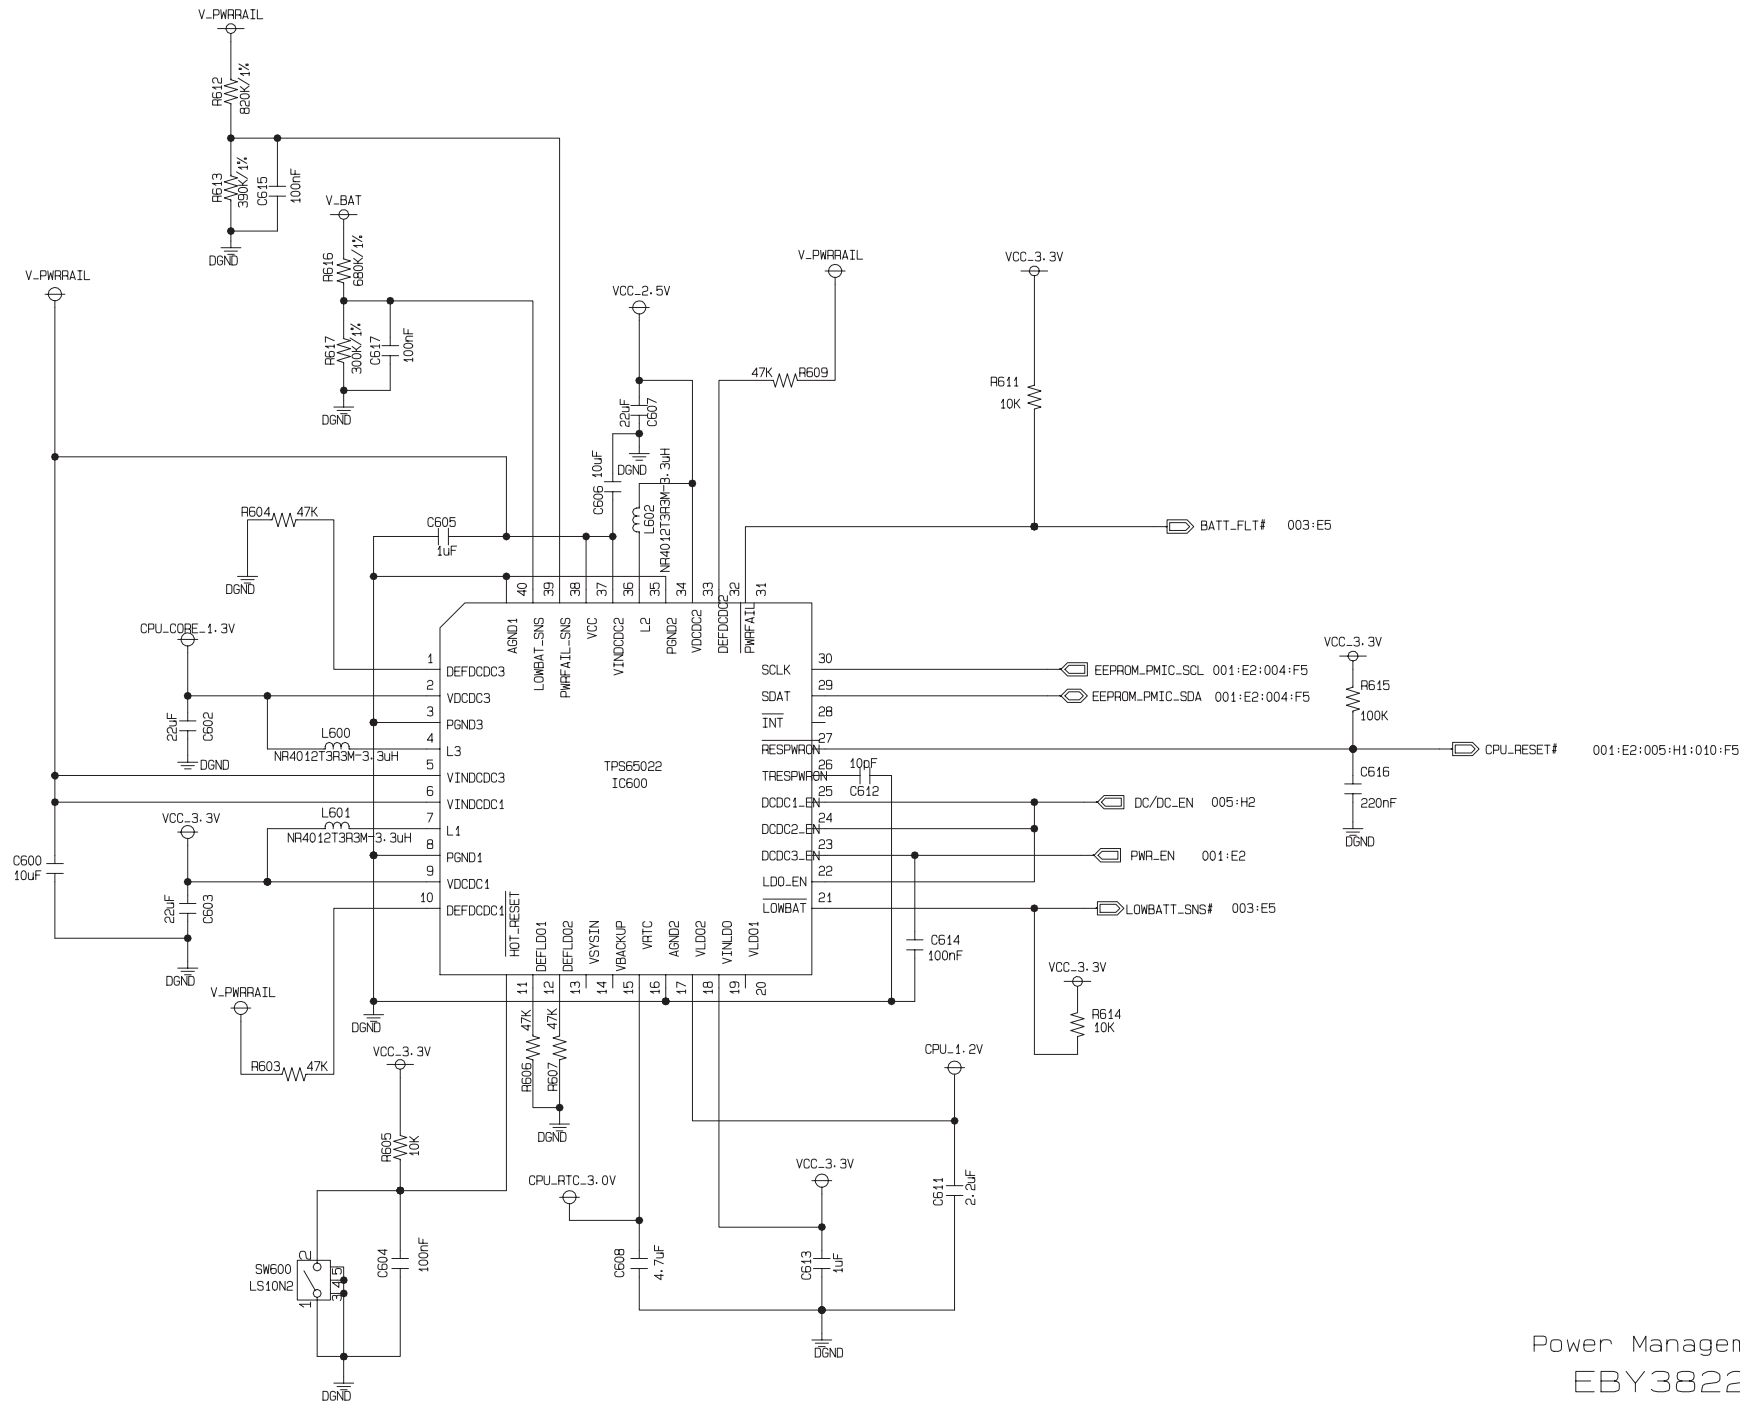 V_PWRRAIL
R612
820K/1%
R613
390K/1%
C615
100nF
DGND
V_BAT
R616
680K/1%
R617
300K/1%
C617
100nF
DGND
V_PWRRAIL
VCC_2.5V
22uF
C607
10uF
C606
DGND
L602
NR4012T3R3M-3.3uH
V_PWRRAIL
47K
R609
VCC_3.3V
R611
10K
BATT_FLT# 003:E5
R604 47K
DGND
C605
1uF
40
39
38
37
36
35
34
33
32
31
AGND1
LOWBAT_SNS
PWRFAIL_SNS
VCC
VINDCDC2
L2
PGND2
VDCDC2
DEFDCDC2
PWRFAIL
CPU_CORE_1.3V
22uF
C602
DGND
L600
NR4012T3R3M-3.3uH
VCC_3.3V
L601
NR4012T3R3M-3.3uH
22uF
C603
DGND
C600
10uF
1 DEFDCDC3
2 VDCDC3
3 PGND3
4 L3
5 VINDCDC3
6 VINDCDC1
7 L1
8 PGND1
9 VDCDC1
10 DEFDCDC1
TPS65022
IC600
SCLK 30
SDAT 29
INT 28
RESPWRON 27
TRESPWRON 26
DCDC1_EN 25
DCDC2_EN 24
DCDC3_EN 23
LDO_EN 22
LOWBAT 21
EEPROM_PMIC_SCL 001:E2:004:F5
EEPROM_PMIC_SDA 001:E2:004:F5
VCC_3.3V
R615
100K
CPU_RESET# 001:E2:005:H1:010:F5
C616
220nF
DGND
10pF
C612
DC/DC_EN 005:H2
PWR_EN 001:E2
LOWBATT_SNS# 003:E5
C614
100nF
VCC_3.3V
R614
10K
HOT_RESET
DEFLDO1
DEFLDO2
VSYSIN
VBACKUP
VRTC
AGND2
VLDO2
VINLDO
VLDO1
11
12
13
14
15
16
17
18
19
20
V_PWRRAIL
R603 47K
DGND
VCC_3.3V
R605
10K
47K
R606
47K
R607
DGND
SW600
LS10N2
2
1
3
4
5
C604
100nF
DGND
CPU_RTC_3.0V
C608
4.7uF
VCC_3.3V
C613
1uF
CPU_1.2V
C611
2.2uF
DGND
Power Managem
EBY3822